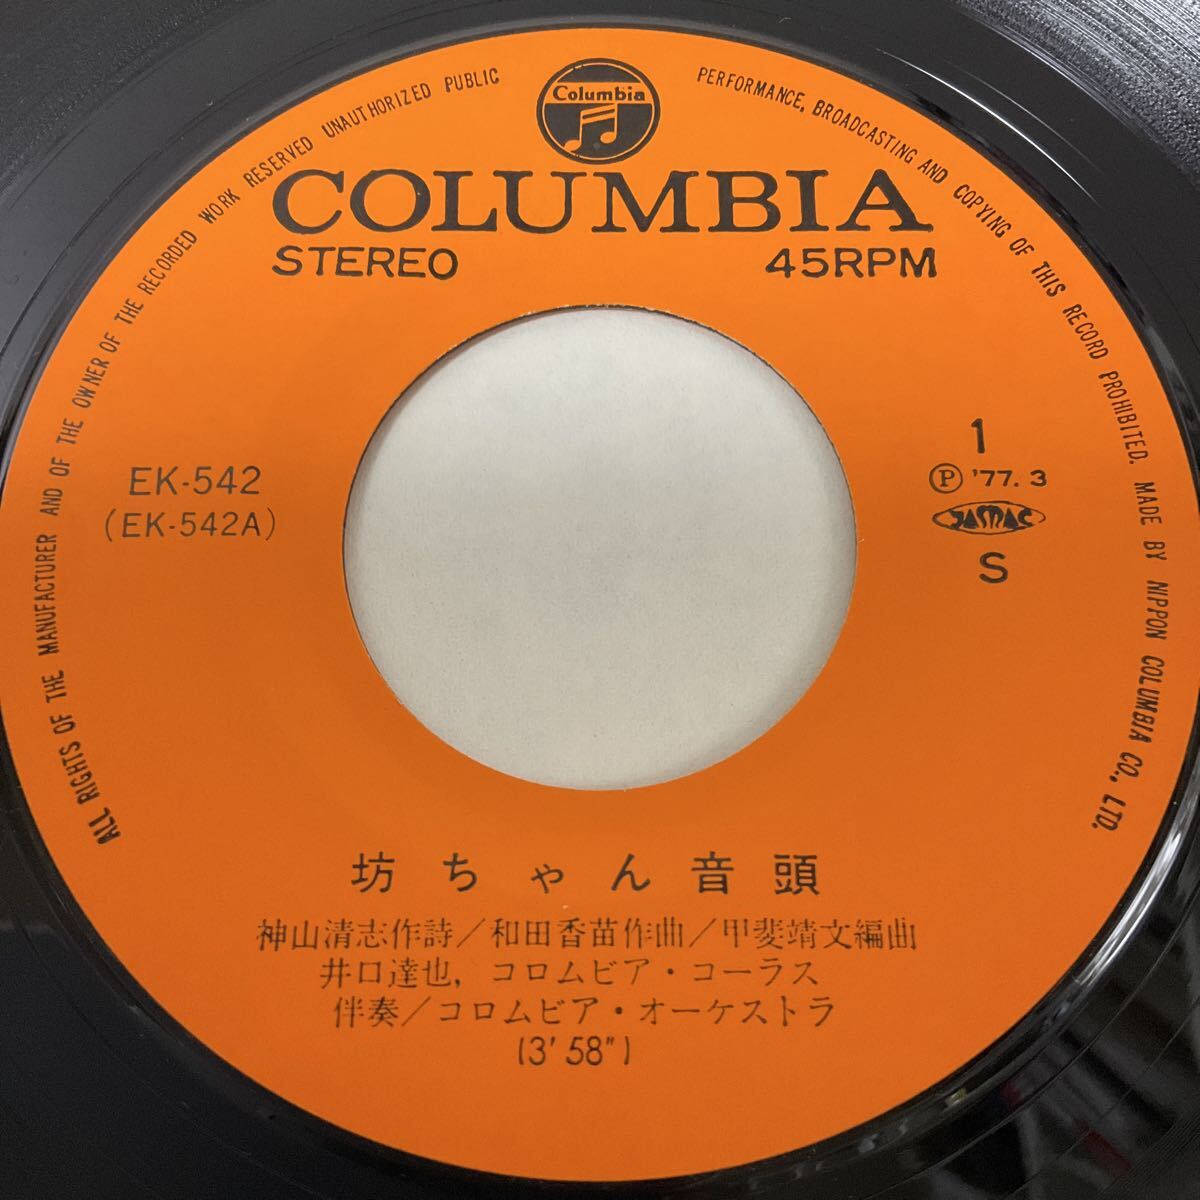 ALL RIGHTS OF THE MANUFACTURER AND OF THE OWNER OF THE RECORDED WORK RESERVED UNAUTHORIZED PUBLIC PERFORMANCE, BROADCASTING AND COPYING OF THIS RECORD PROHIBITED. MADE BY NIPPON COLUMBIA CO., LTD.
Columbia
COLUMBIA
STEREO 45RPM
EK-542
(EK-542A)
1
Ⓟ '77. 3
JASRAC
S
坊ちゃん音頭
神山清志作詩/和田香苗作曲/甲斐靖文編曲
井口達也, コロムビア・コーラス
伴奏/コロムビア・オーケストラ
(3' 58")